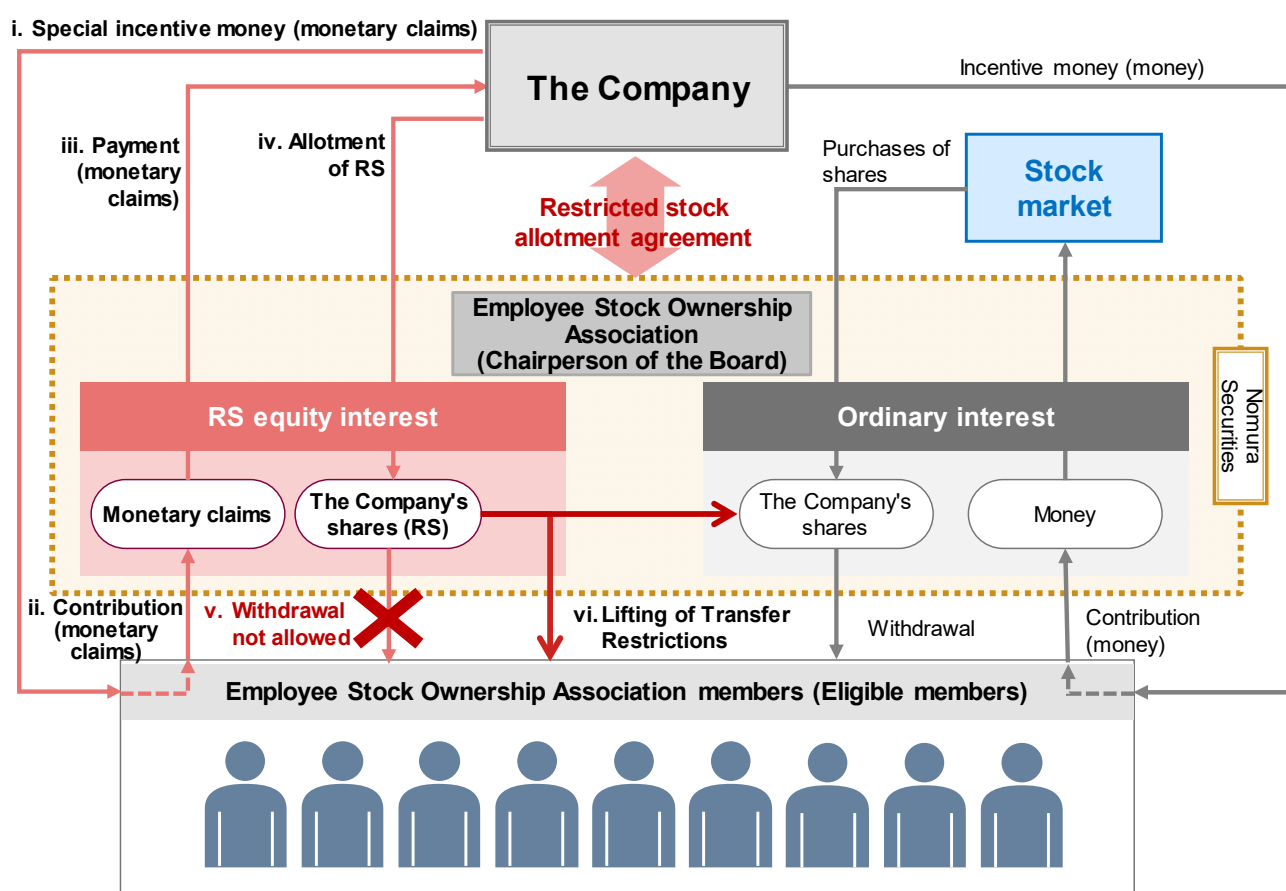 i. Special incentive money (monetary claims)
The Company
Incentive money (money)
iii. Payment
(monetary
claims)
iv. Allotment
of RS
Purchases of
shares
Stock
market
Restricted stock
allotment agreement
Employee Stock Ownership
Association
(Chairperson of the Board)
Nomura
Securities
RS equity interest
Ordinary interest
Monetary claims
The Company's
shares (RS)
The Company's
shares
Money
ii. Contribution
(monetary
claims)
v. Withdrawal
not allowed
vi. Lifting of Transfer
Restrictions
Withdrawal
Contribution
(money)
Employee Stock Ownership Association members (Eligible members)